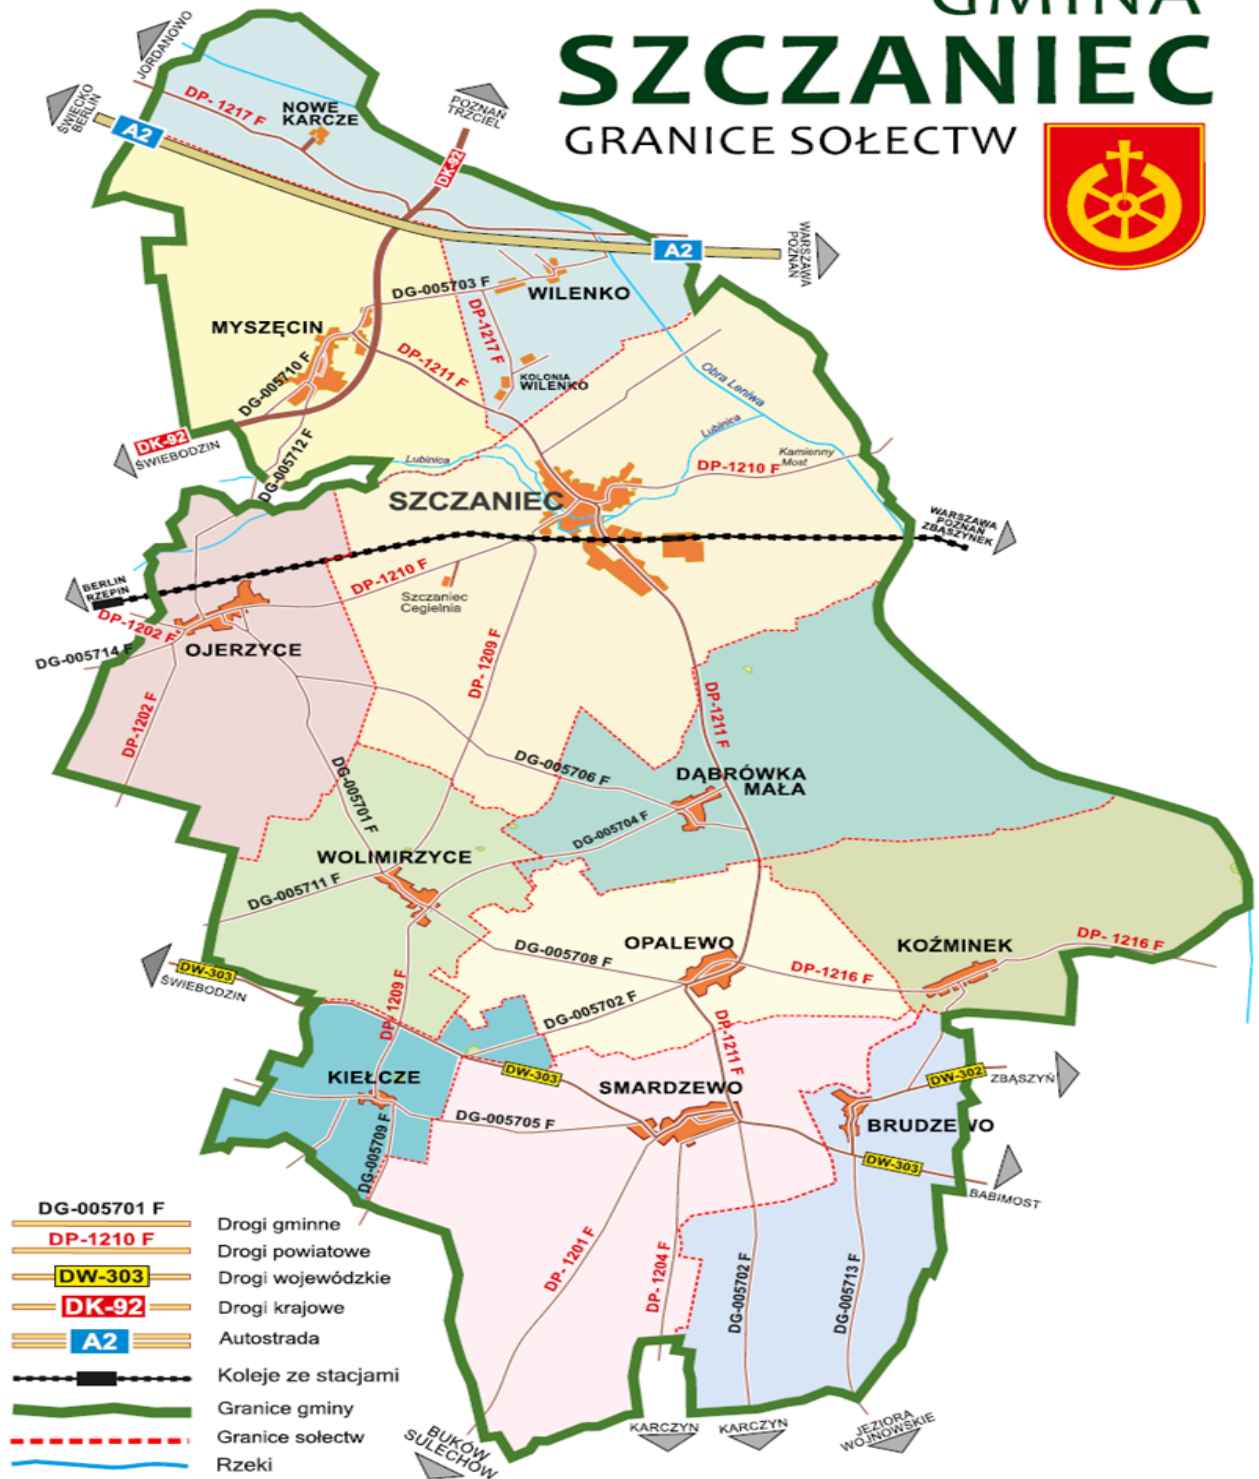 GMINA
SZCZANIEC
GRANICE SOŁECTW
JORDANOWO
ŚWIECKO
BERLIN
A2
DP- 1217 F
NOWE
KARCZE
POZNAŃ
TRZCIEL
DK-92
A2
WARSZAWA
POZNAŃ
DG-005703 F
WILENKO
MYSZĘCIN
DP-1217 F
DP-1211 F
KOLONIA
WILENKO
DG-005710 F
Obra Leniwa
Lubinica
DK-92
ŚWIEBODZIN
DG-005712 F
Lubinica
Kamienny
Most
DP-1210 F
SZCZANIEC
WARSZAWA
POZNAŃ
ZBĄSZYNEK
BERLIN
RZEPIN
DP-1210 F
Szczaniec
Cegielnia
DP-1202 F
DG-005714 F
OJERZYCE
DP- 1209 F
DP-1202 F
DP-1211 F
DG-005701 F
DG-005706 F
DĄBRÓWKA
MAŁA
DG-005704 F
WOLIMIRZYCE
DG-005711 F
DG-005708 F
OPALEWO
KOŹMINEK
DP- 1216 F
DP-1216 F
DW-303
ŚWIEBODZIN
DP- 1209 F
DG-005702 F
DP-1211 F
KIEŁCZE
DW-303
SMARDZEWO
DW-302
ZBĄSZYŃ
DG-005705 F
BRUDZEWO
DG-005709 F
DW-303
BABIMOST
DP- 1201 F
DP- 1204 F
DG-005702 F
DG-005713 F
DG-005701 F
Drogi gminne
DP-1210 F
Drogi powiatowe
DW-303
Drogi wojewódzkie
DK-92
Drogi krajowe
A2
Autostrada
Koleje ze stacjami
Granice gminy
Granice sołectw
Rzeki
BUKÓW
SULECHÓW
KARCZYN
KARCZYN
JEZIORA
WOJNOWSKIE